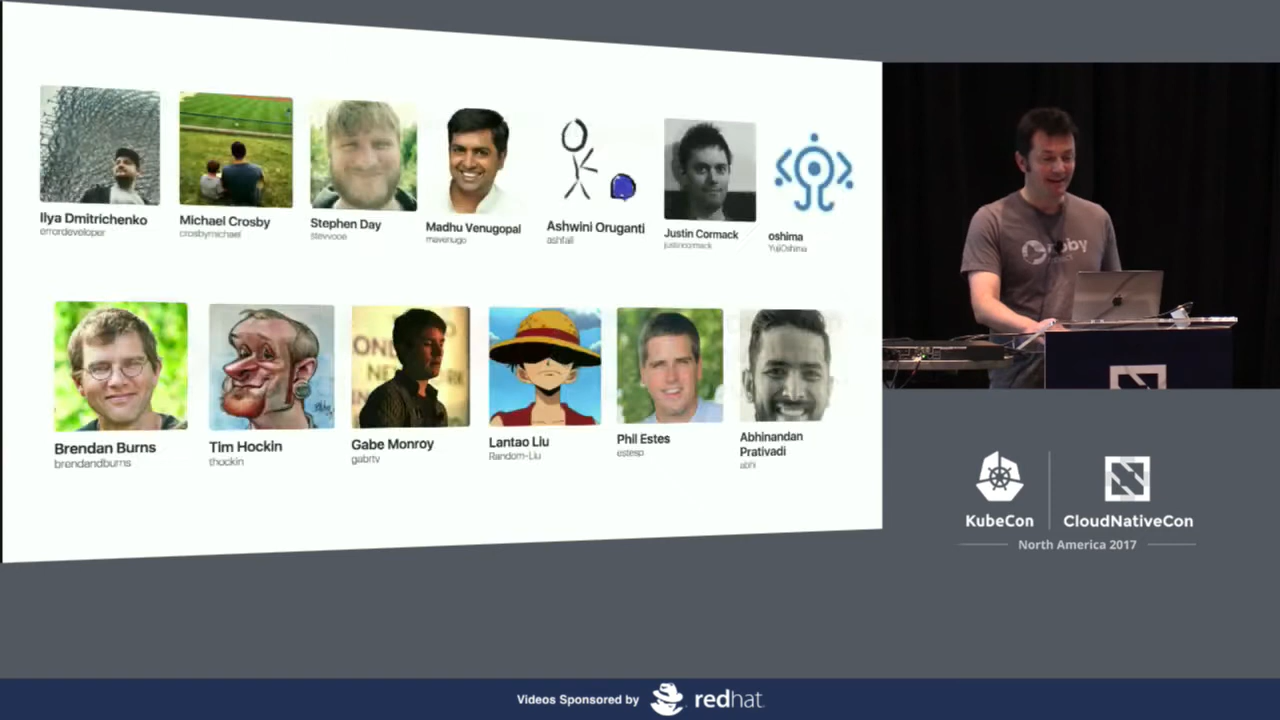 Ilya Dmitrichenko
errordeveloper
Michael Crosby
crosbymichael
Stephen Day
stevvooe
Madhu Venugopal
mavenugo
Ashwini Oruganti
ashfall
Justin Cormack
justincormack
oshima
YujiOshima
Brendan Burns
brendandburns
Tim Hockin
thockin
Gabe Monroy
gabrtv
Lantao Liu
Random-Liu
Phil Estes
estesp
Abhinandan
Prativadi
abhi
moby
KubeCon
CloudNativeCon
North America 2017
Videos Sponsored by
redhat.